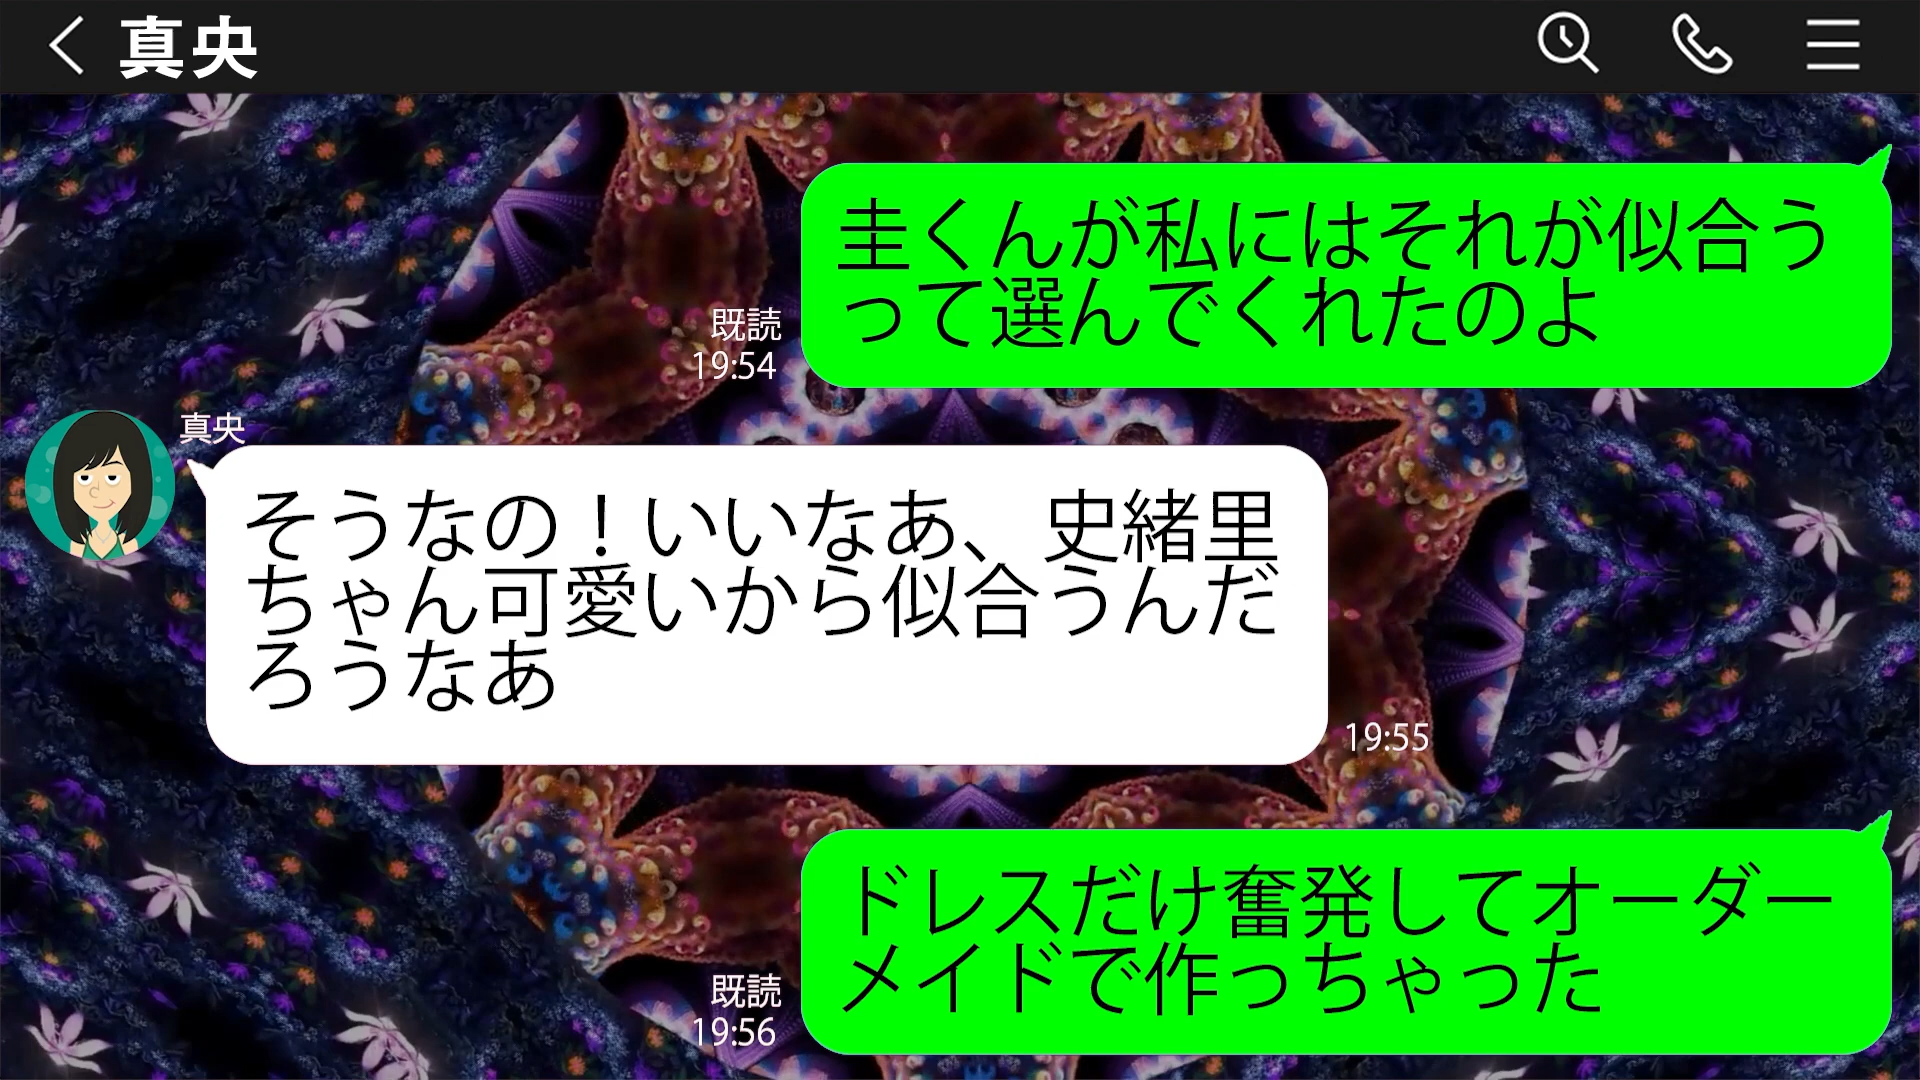 真央
圭くんが私にはそれが似合う
って選んでくれたのよ
既読
19:54
真央
そうなの！いいなあ、史緒里
ちゃん可愛いから似合うんだ
ろうなあ
19:55
ドレスだけ奮発してオーダー
メイドで作っちゃった
既読
19:56